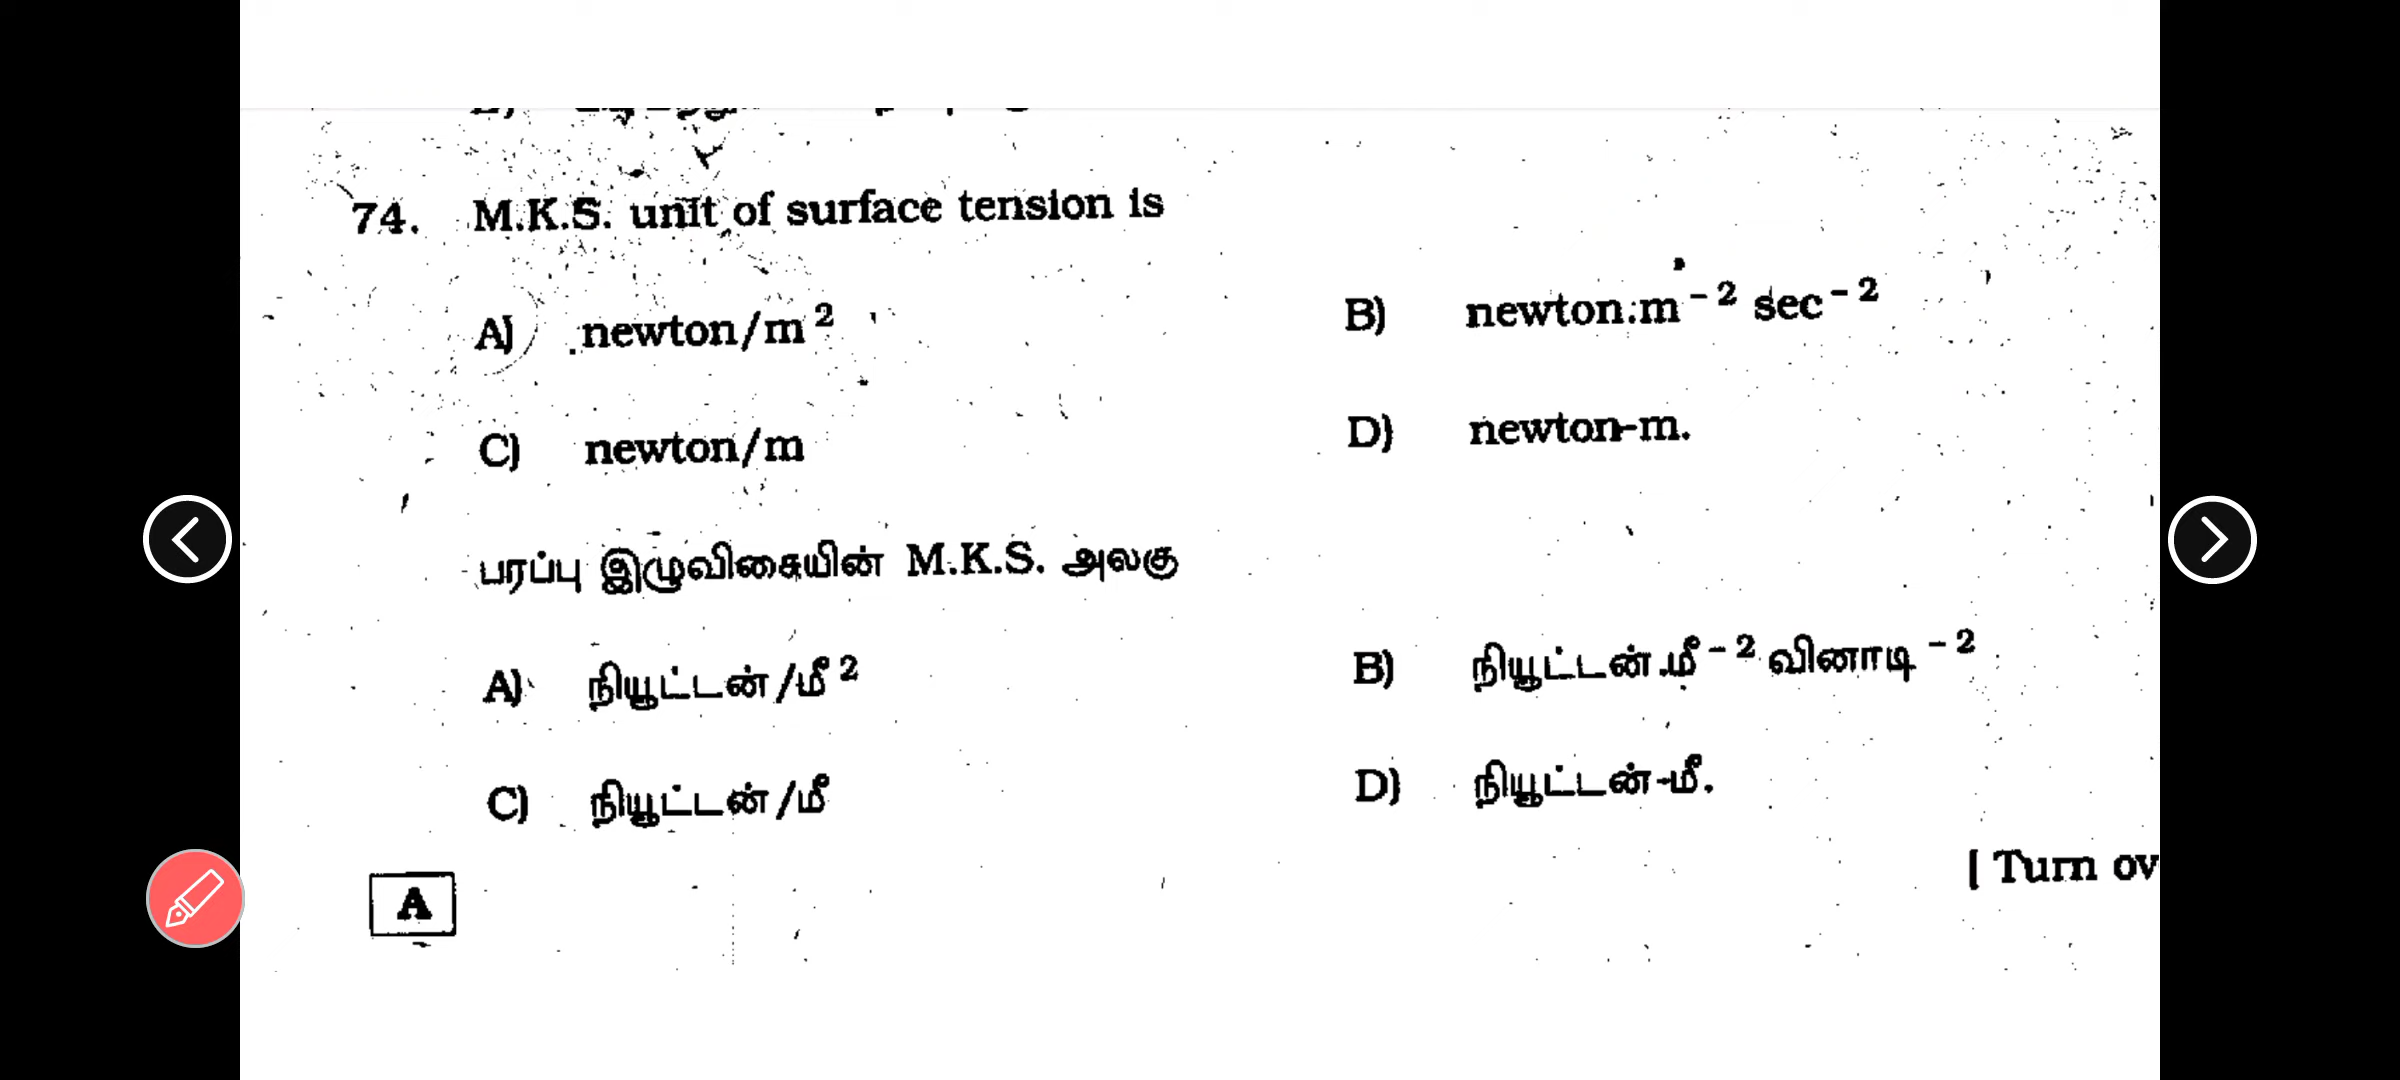 74. M.K.S. unit of surface tension is
A) newton/m² B) newton.m⁻² sec⁻²
C) newton/m D) newton-m.
பரப்பு இழுவிசையின் M.K.S. அலகு
A) நியூட்டன்/மீ² B) நியூட்டன்.மீ⁻² வினாடி⁻²
C) நியூட்டன்/மீ D) நியூட்டன்-மீ.
A [ Turn ov